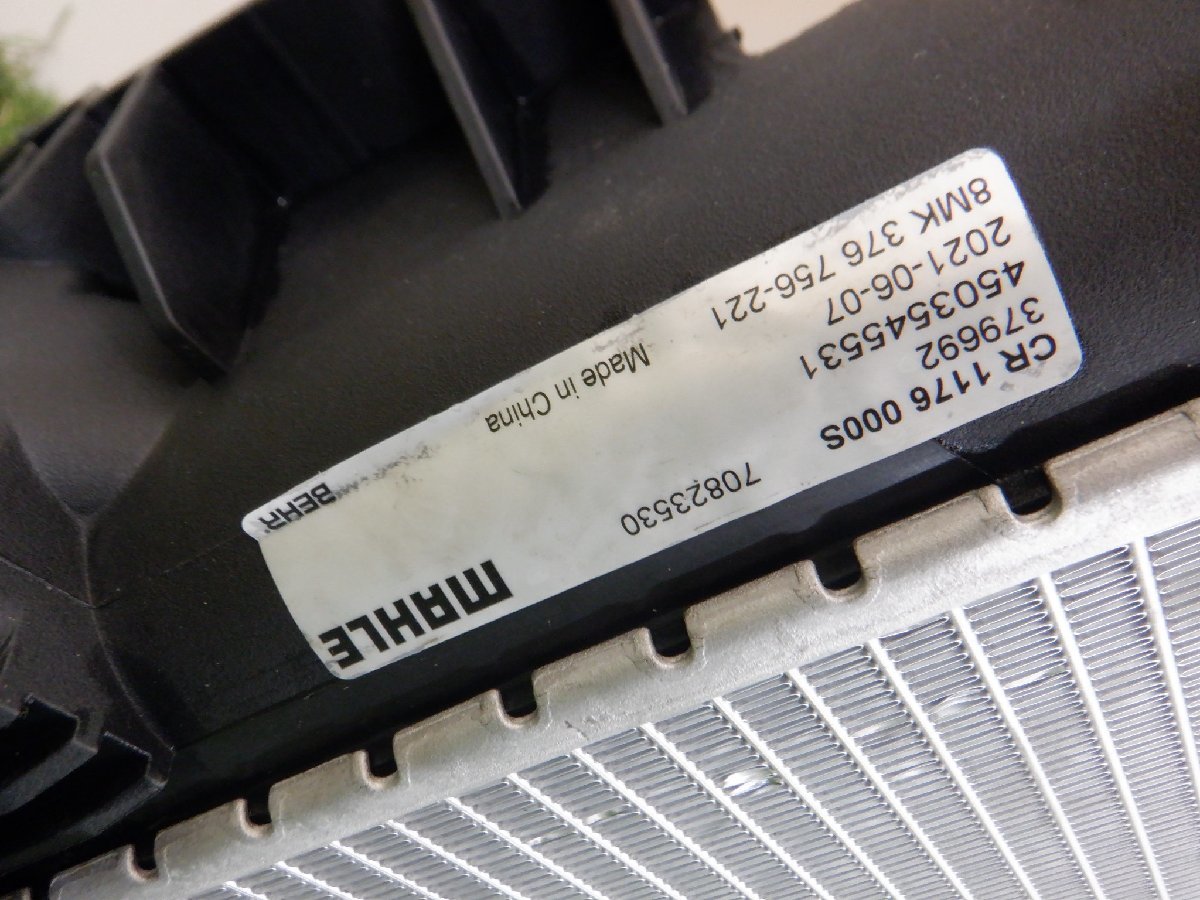 CR 1176 000S
379692
4503545531
2021-06-07
8MK 376 756-221
70823530
Made in China
MAHLE
BEHR